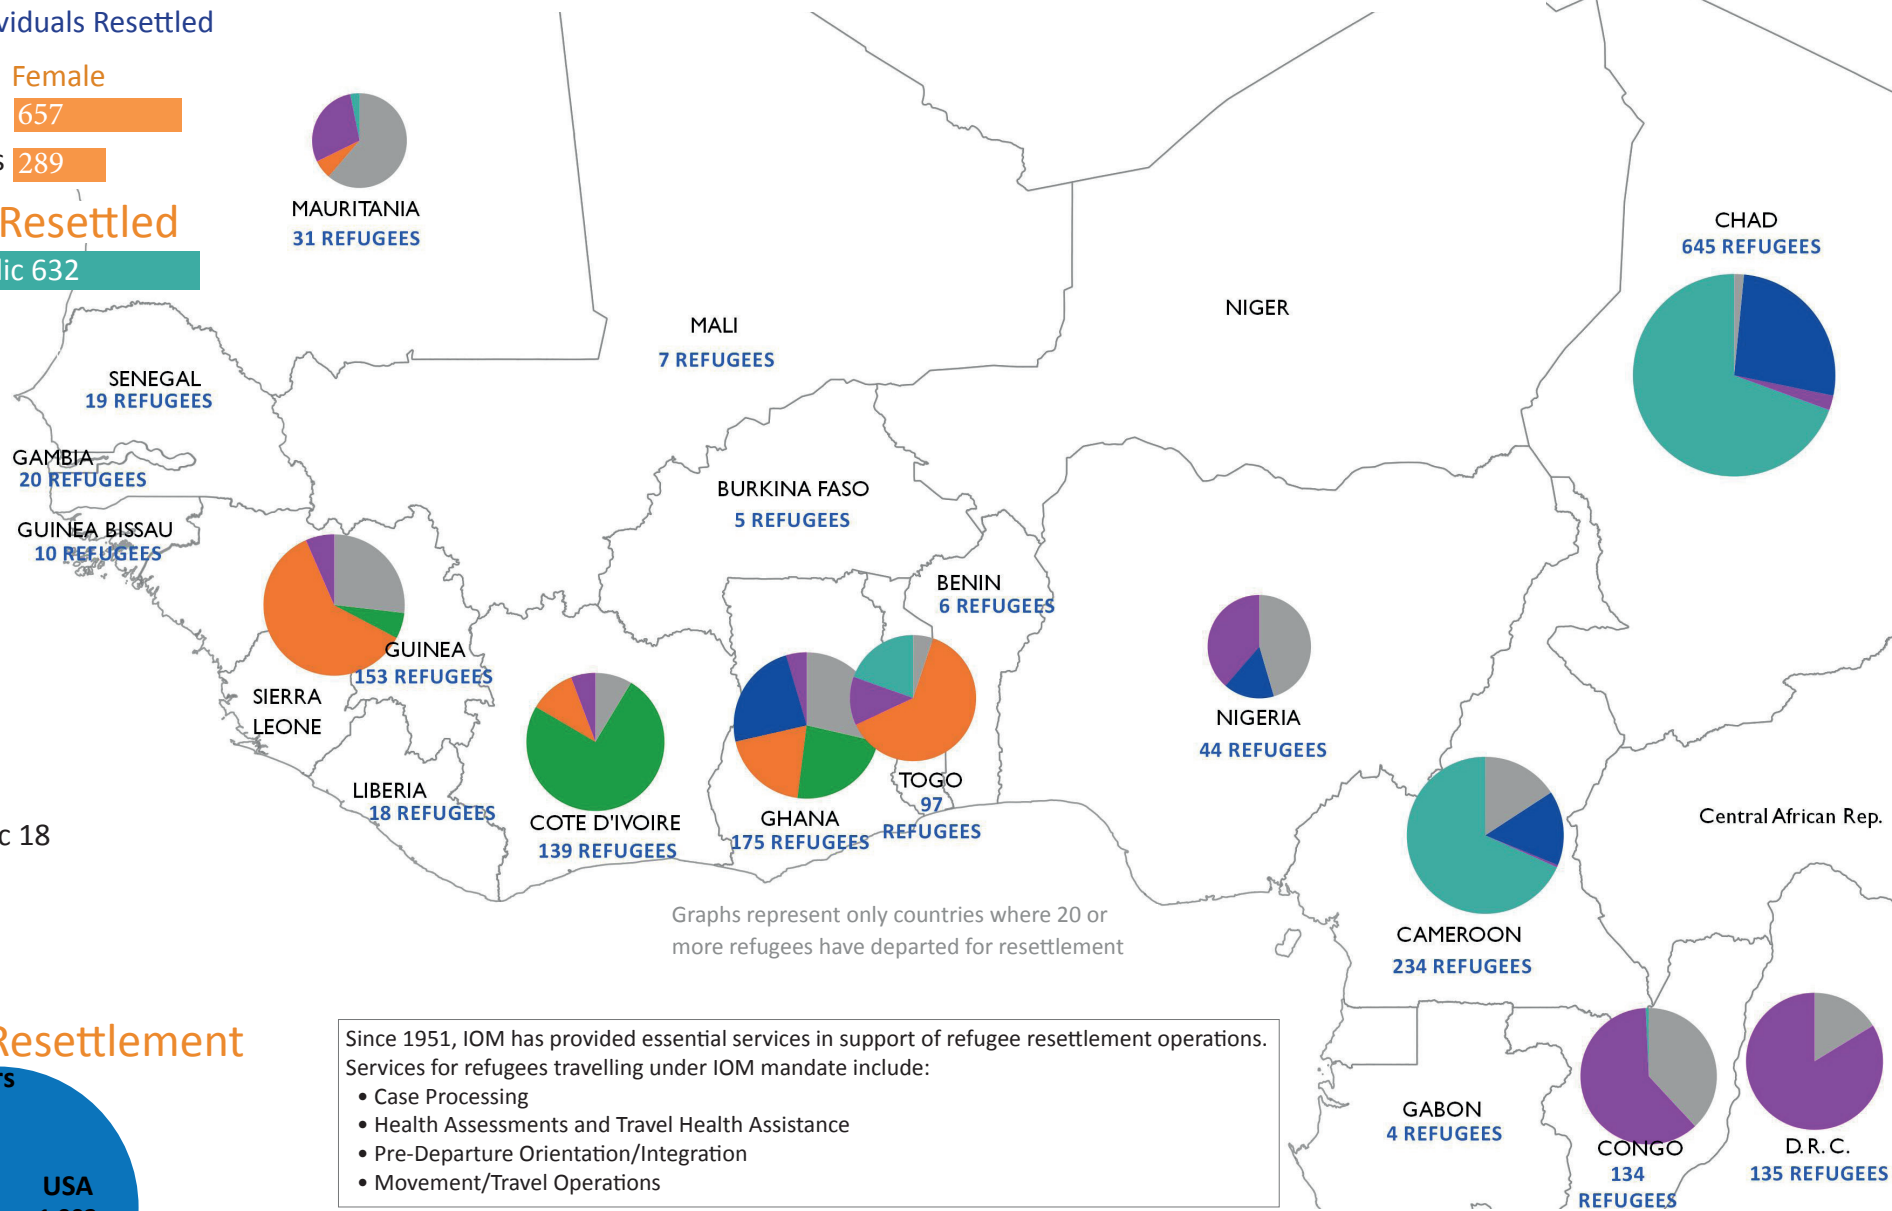 viduals Resettled
Female
657
s 289
Resettled
lic 632
MAURITANIA
31 REFUGEES
CHAD
645 REFUGEES
NIGER
MALI
7 REFUGEES
SENEGAL
19 REFUGEES
GAMBIA
20 REFUGEES
BURKINA FASO
5 REFUGEES
GUINEA BISSAU
10 REFUGEES
BENIN
6 REFUGEES
GUINEA
153 REFUGEES
SIERRA
LEONE
NIGERIA
44 REFUGEES
LIBERIA
18 REFUGEES
COTE D'IVOIRE
139 REFUGEES
GHANA
175 REFUGEES
TOGO
97
REFUGEES
Central African Rep.
c 18
Graphs represent only countries where 20 or
more refugees have departed for resettlement
CAMEROON
234 REFUGEES
Resettlement
rs
USA
Since 1951, IOM has provided essential services in support of refugee resettlement operations.
Services for refugees travelling under IOM mandate include:
• Case Processing
• Health Assessments and Travel Health Assistance
• Pre-Departure Orientation/Integration
• Movement/Travel Operations
GABON
4 REFUGEES
CONGO
134
REFUGEES
D.R.C.
135 REFUGEES